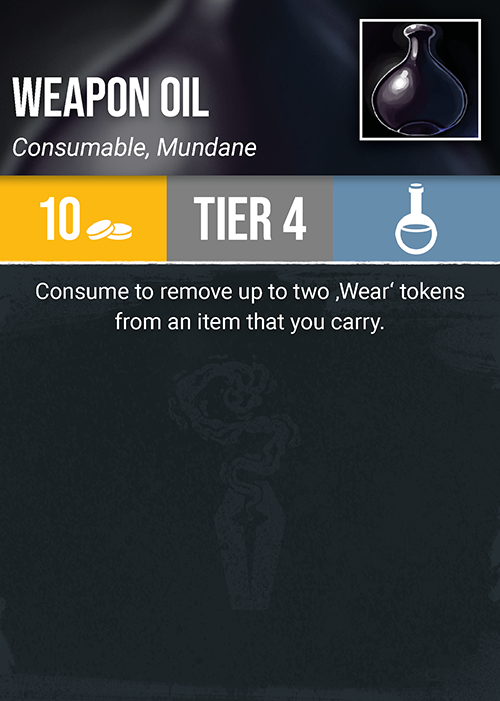 WEAPON OIL
Consumable, Mundane
10
TIER 4
Consume to remove up to two ‚Wear‘ tokens
from an item that you carry.